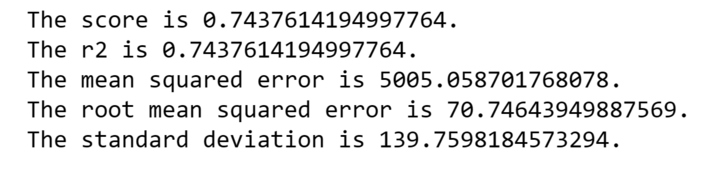 The score is 0.7437614194997764.
The r2 is 0.7437614194997764.
The mean squared error is 5005.058701768078.
The root mean squared error is 70.74643949887569.
The standard deviation is 139.7598184573294.